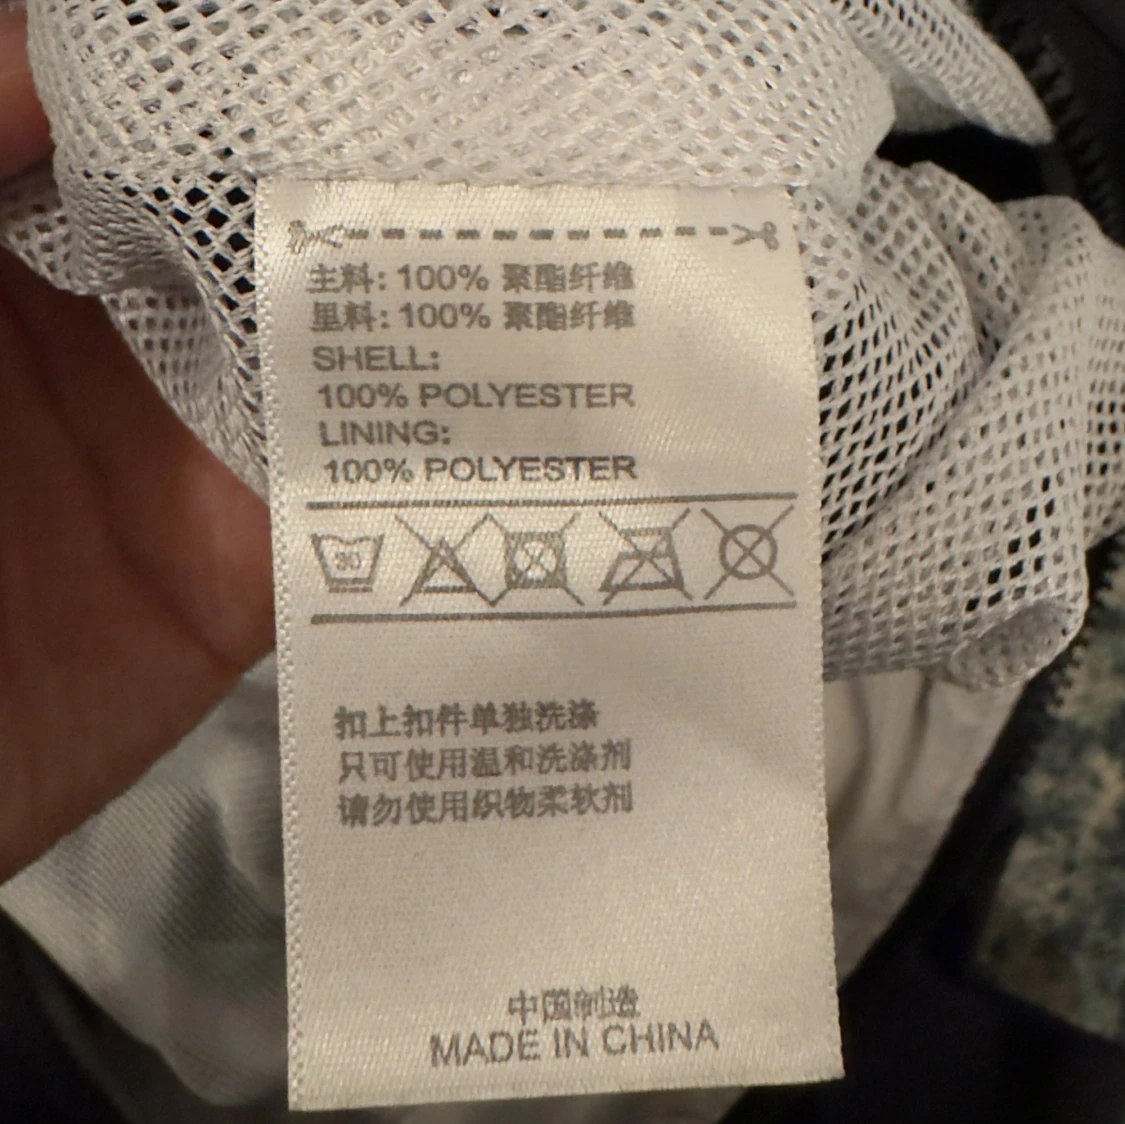 主料: 100% 聚酯纤维
里料: 100% 聚酯纤维
SHELL:
100% POLYESTER
LINING:
100% POLYESTER
30
扣上扣件单独洗涤
只可使用温和洗涤剂
请勿使用织物柔软剂
中国制造
MADE IN CHINA